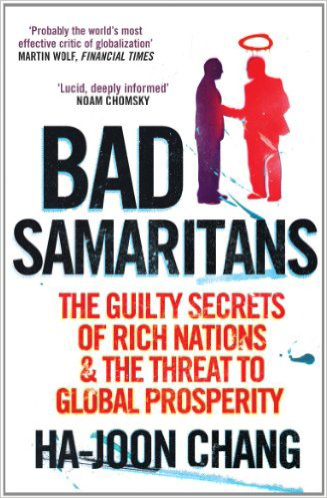 'Probably the world's most
effective critic of globalization'
MARTIN WOLF, FINANCIAL TIMES
'Lucid, deeply informed'
NOAM CHOMSKY
BAD
SAMARITANS
THE GUILTY SECRETS
OF RICH NATIONS
& THE THREAT TO
GLOBAL PROSPERITY
HA-JOON CHANG